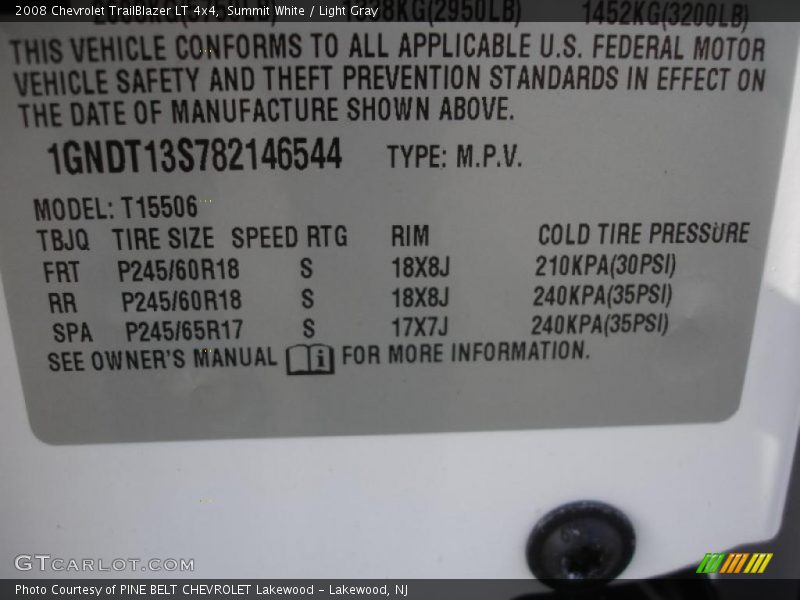 2008 Chevrolet TrailBlazer LT 4x4, Summit White / Light Gray
KG(2950LB) 1452KG(3200LB)
THIS VEHICLE CONFORMS TO ALL APPLICABLE U.S. FEDERAL MOTOR
VEHICLE SAFETY AND THEFT PREVENTION STANDARDS IN EFFECT ON
THE DATE OF MANUFACTURE SHOWN ABOVE.
1GNDT13S782146544 TYPE: M.P.V.
MODEL: T15506
TBJQ TIRE SIZE SPEED RTG RIM COLD TIRE PRESSURE
FRT P245/60R18 S 18X8J 210KPA(30PSI)
RR P245/60R18 S 18X8J 240KPA(35PSI)
SPA P245/65R17 S 17X7J 240KPA(35PSI)
SEE OWNER'S MANUAL i FOR MORE INFORMATION.
GTCARLOT.COM
Photo Courtesy of PINE BELT CHEVROLET Lakewood - Lakewood, NJ